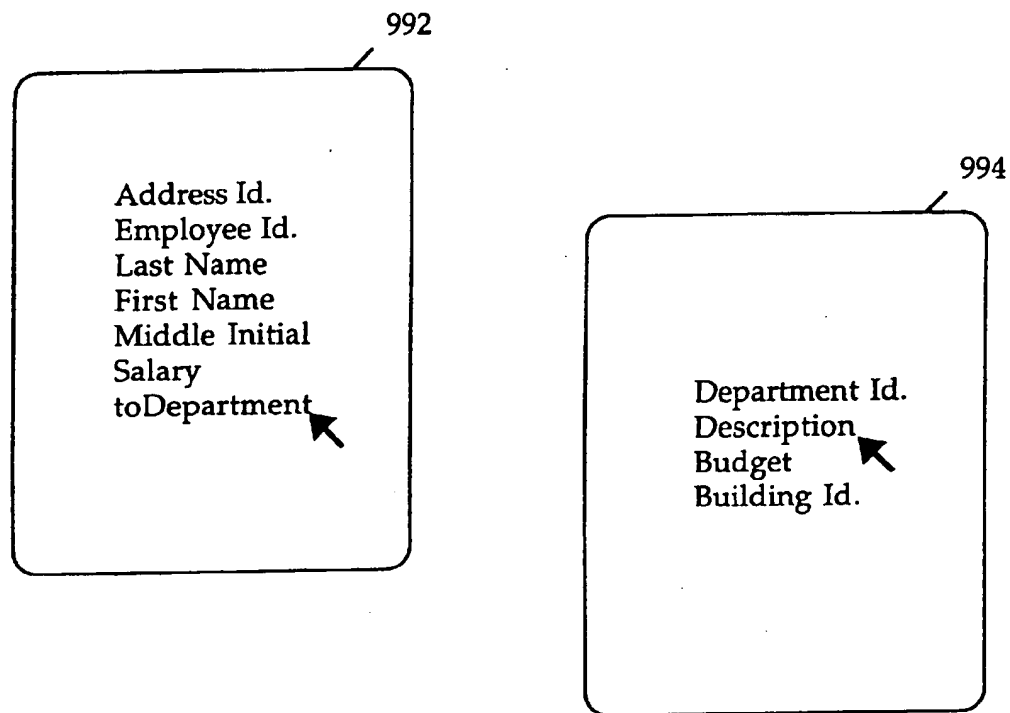 992
Address Id.
Employee Id.
Last Name
First Name
Middle Initial
Salary
toDepartment
994
Department Id.
Description
Budget
Building Id.